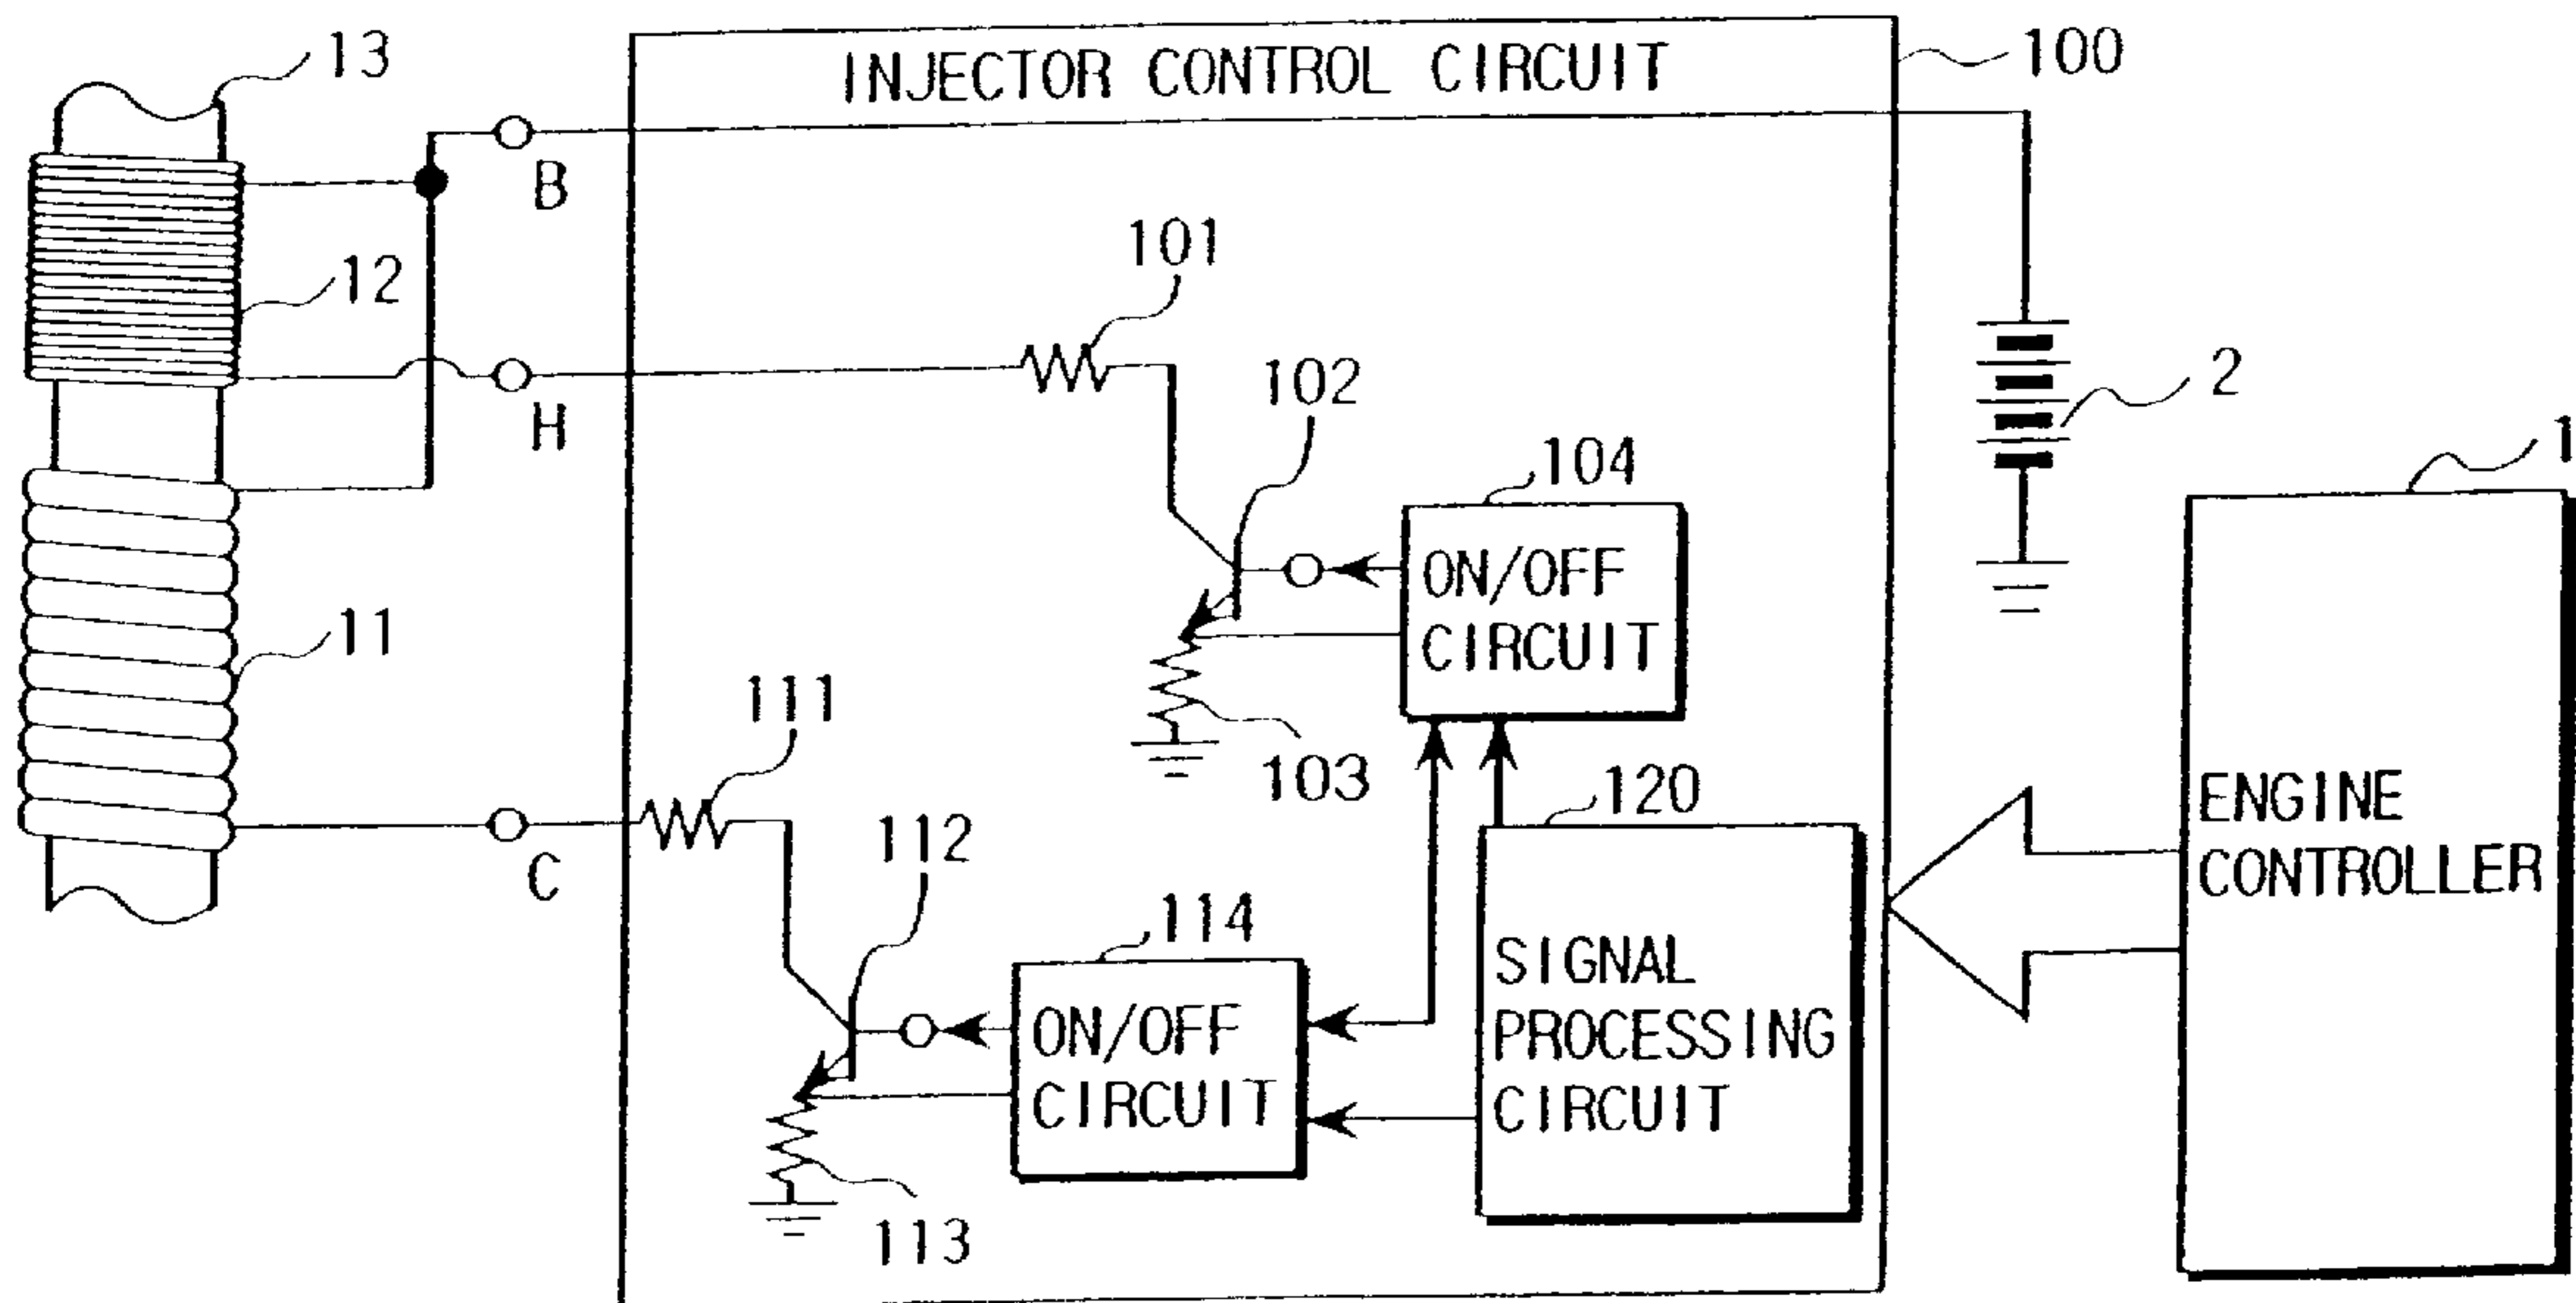 13
INJECTOR CONTROL CIRCUIT
100
B
101
12
102
2
H
104
1
ON/OFF
CIRCUIT
11
111
103
120
ENGINE
CONTROLLER
112
C
114
SIGNAL
PROCESSING
CIRCUIT
ON/OFF
CIRCUIT
113